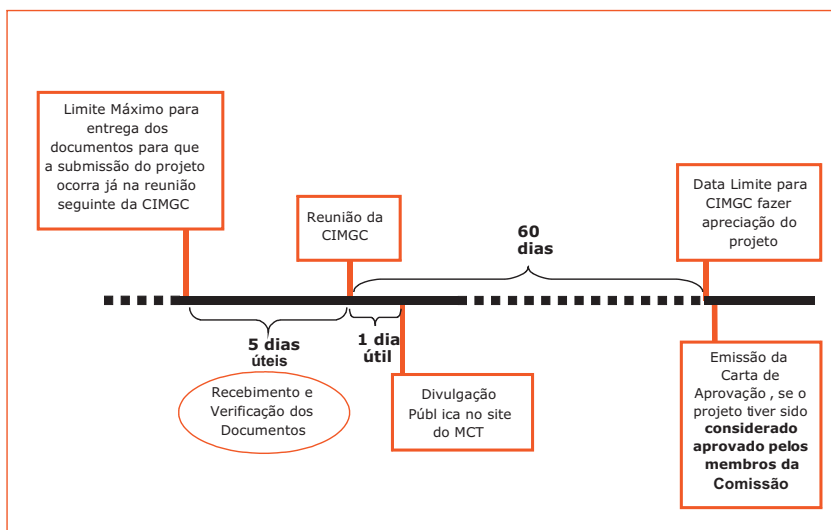 Limite Máximo para
entrega dos
documentos para que
a submissão do projeto
ocorra já na reunião
seguinte da CIMGC
Reunião da
CIMGC
60
dias
Data Limite para
CIMGC fazer
apreciação do
projeto
5 dias
úteis
1 dia
útil
Recebimento e
Verificação dos
Documentos
Divulgação
Públ ica no site
do MCT
Emissão da
Carta de
Aprovação , se o
projeto tiver sido
considerado
aprovado pelos
membros da
Comissão